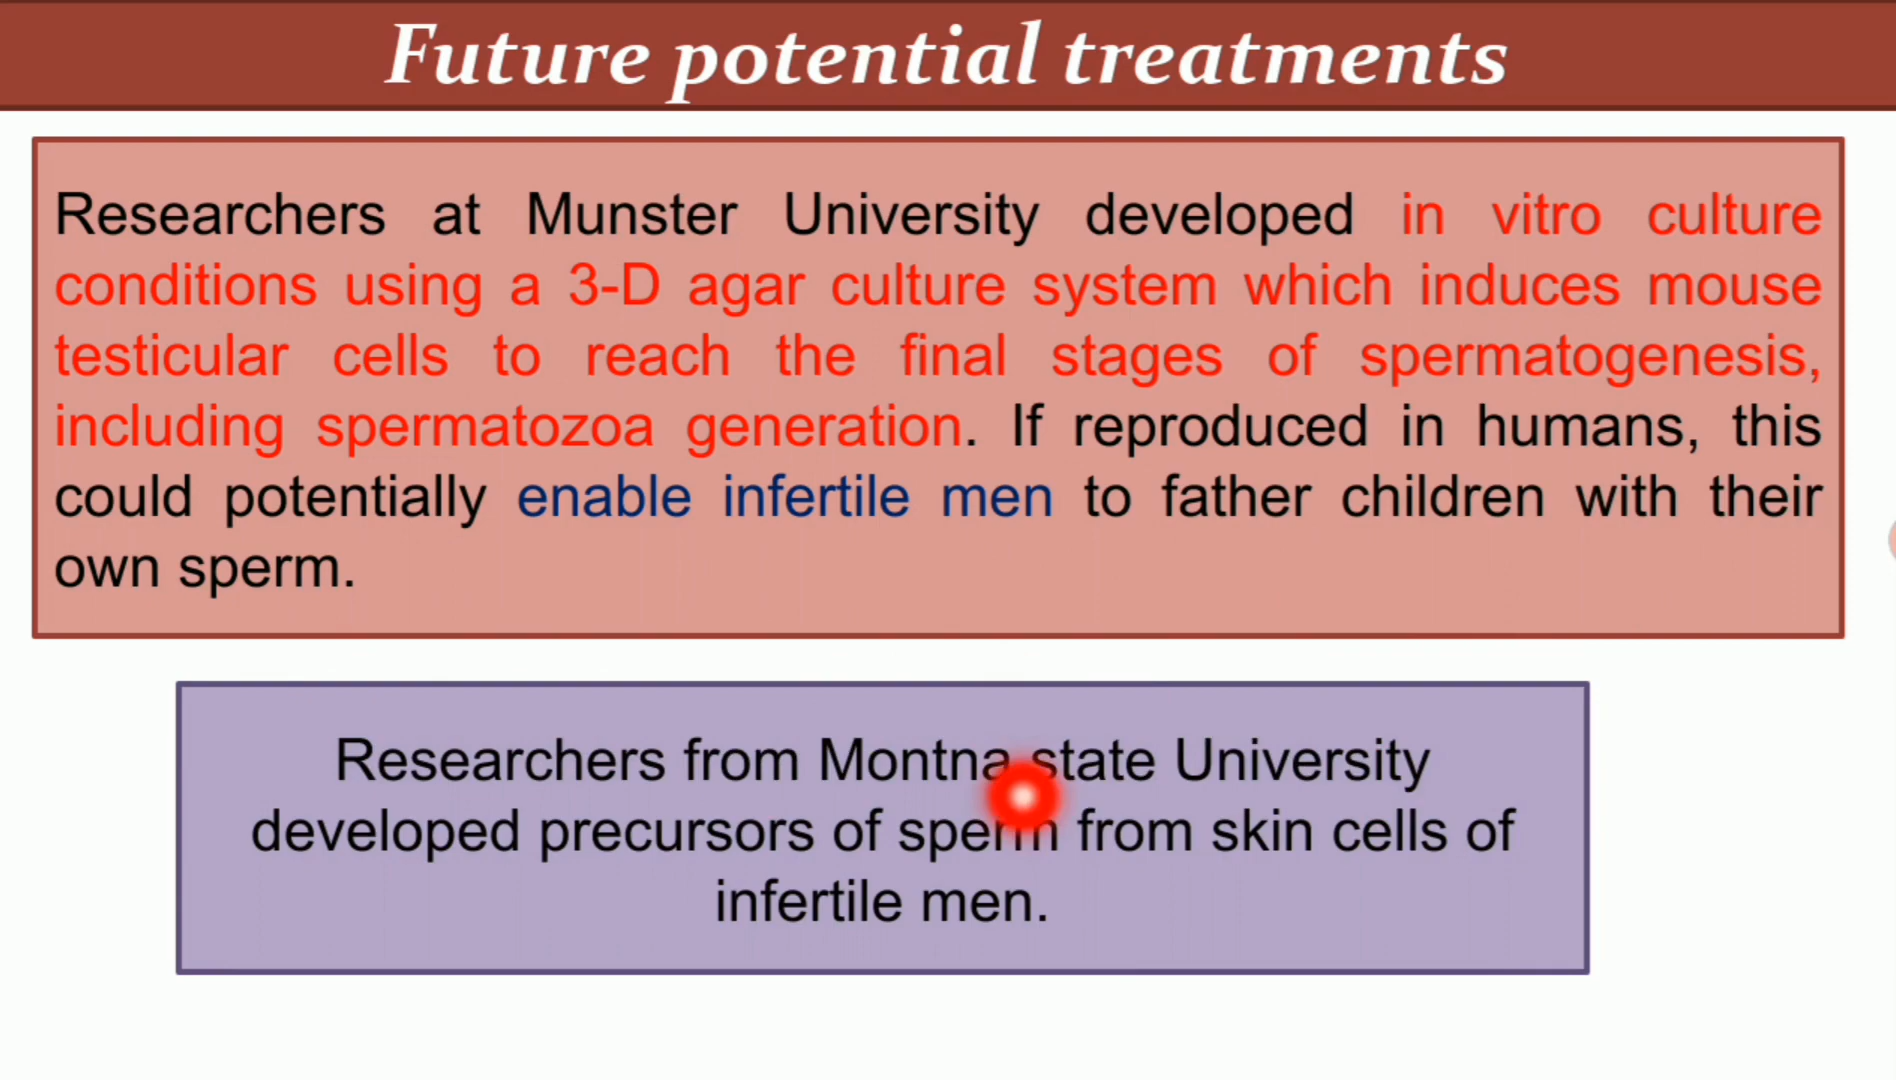 Future potential treatments
Researchers at Munster University developed in vitro culture
conditions using a 3-D agar culture system which induces mouse
testicular cells to reach the final stages of spermatogenesis,
including spermatozoa generation. If reproduced in humans, this
could potentially enable infertile men to father children with their
own sperm.
Researchers from Montna state University
developed precursors of sperm from skin cells of
infertile men.